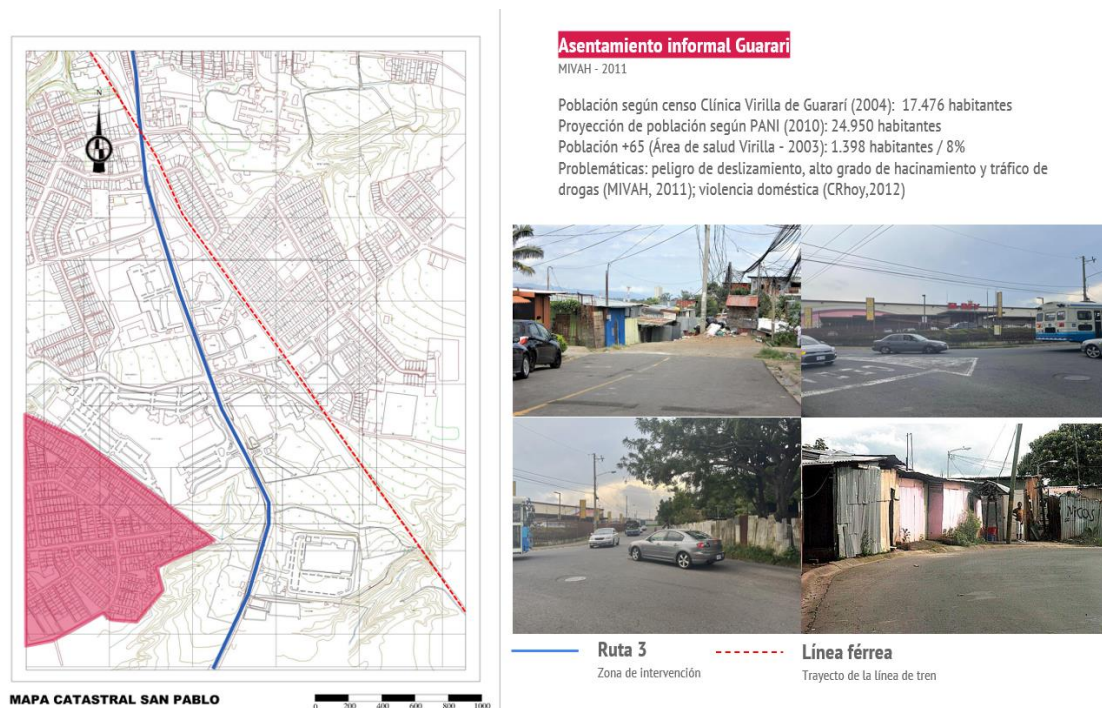 N
MAPA CATASTRAL SAN PABLO
0 200 400 600 800 1000
Asentamiento informal Guarari
MIVAH - 2011
Población según censo Clínica Virilla de Guararí (2004): 17.476 habitantes
Proyección de población según PANI (2010): 24.950 habitantes
Población +65 (Área de salud Virilla - 2003): 1.398 habitantes / 8%
Problemáticas: peligro de deslizamiento, alto grado de hacinamiento y tráfico de
drogas (MIVAH, 2011); violencia doméstica (CRhoy,2012)
NICOS
Ruta 3
Zona de intervención
Línea férrea
Trayecto de la línea de tren